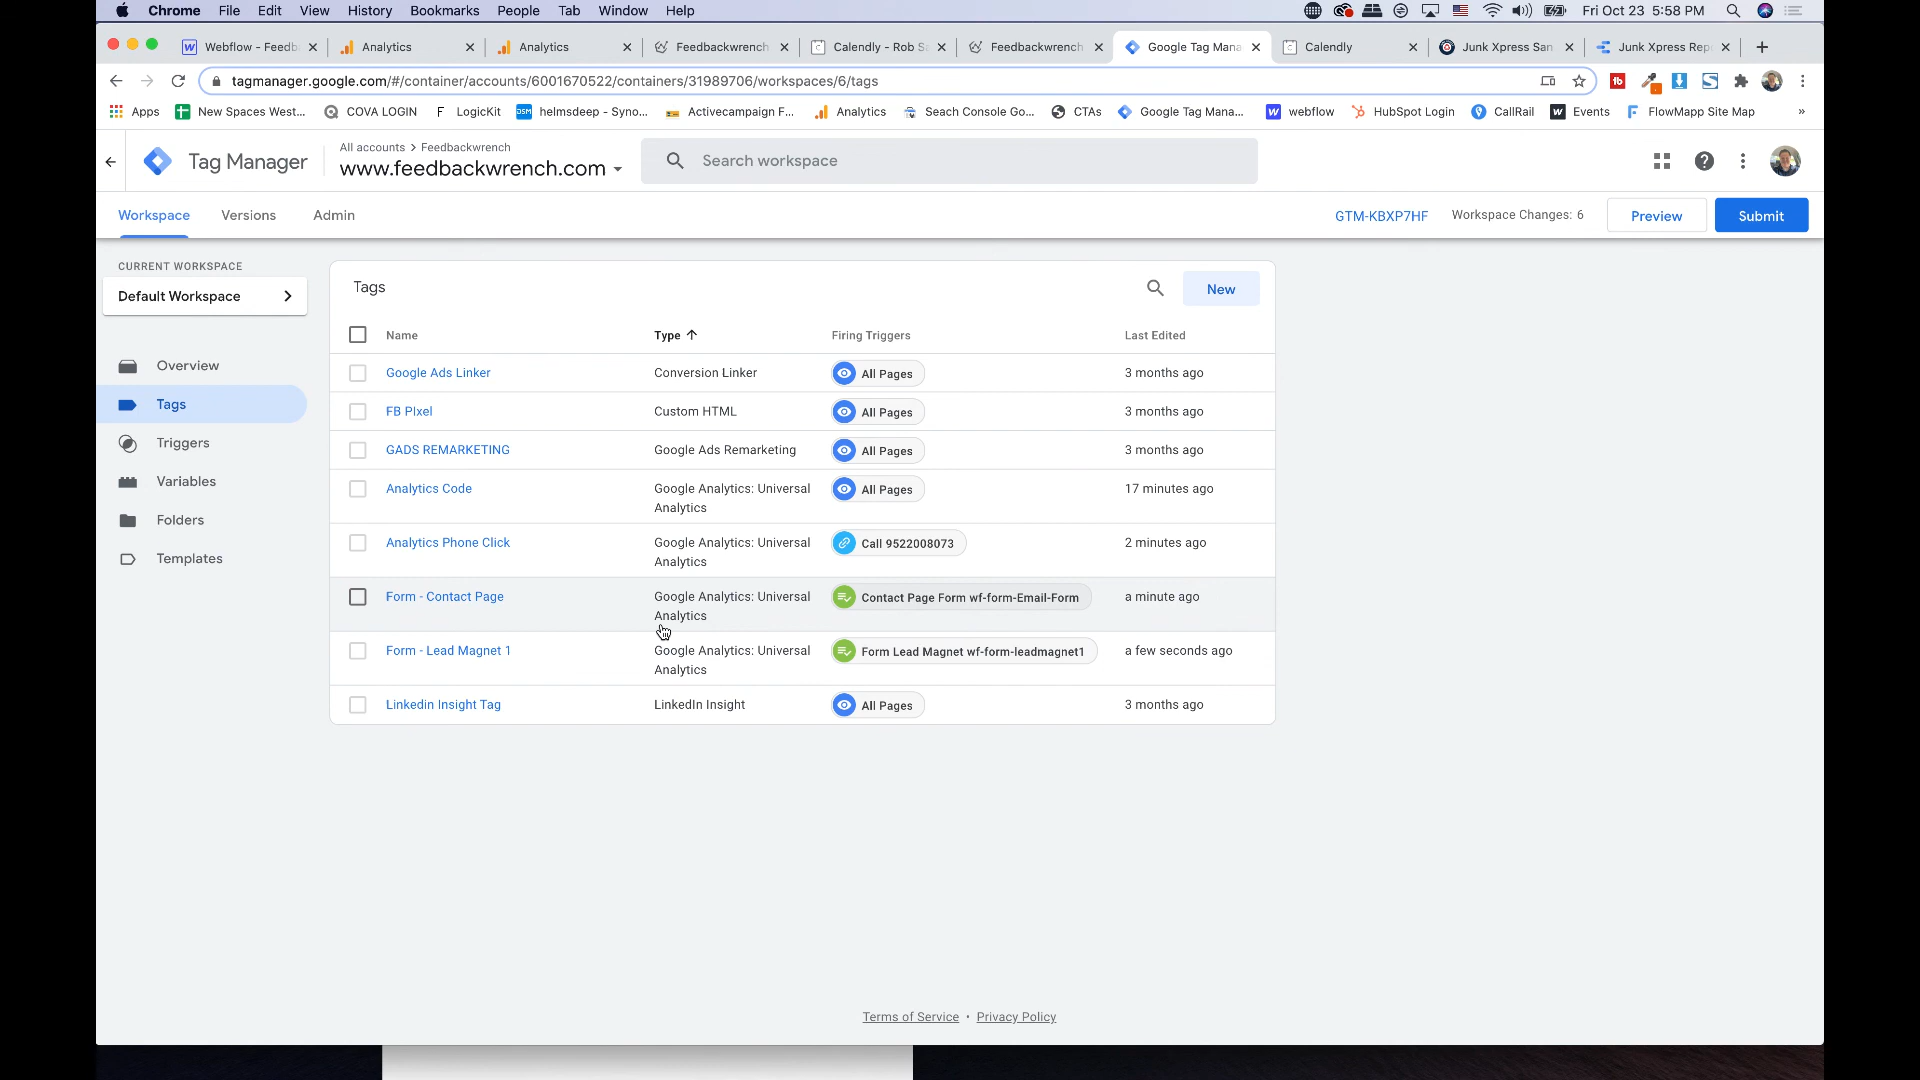 Chrome File Edit View History Bookmarks People Tab Window Help Fri Oct 23 5:58 PM
Webflow - Feedb Analytics Analytics Feedbackwrench Calendly - Rob S Feedbackwrench Google Tag Mana Calendly Junk Xpress San Junk Xpress Rep
tagmanager.google.com/#/container/accounts/6001670522/containers/31989706/workspaces/6/tags
Apps New Spaces West... COVA LOGIN LogicKit helmsdeep - Syno... Activecampaign F... Analytics Seach Console Go... CTAs Google Tag Mana... webflow HubSpot Login CallRail Events FlowMapp Site Map »
Tag Manager
All accounts > Feedbackwrench
www.feedbackwrench.com
Search workspace
Workspace Versions Admin GTM-KBXP7HF Workspace Changes: 6 Preview Submit
CURRENT WORKSPACE
Default Workspace
Overview
Tags
Triggers
Variables
Folders
Templates
Tags New
Name Type Firing Triggers Last Edited
Google Ads Linker Conversion Linker All Pages 3 months ago
FB PIxel Custom HTML All Pages 3 months ago
GADS REMARKETING Google Ads Remarketing All Pages 3 months ago
Analytics Code Google Analytics: Universal All Pages 17 minutes ago
Analytics
Analytics Phone Click Google Analytics: Universal Call 9522008073 2 minutes ago
Analytics
Form - Contact Page Google Analytics: Universal Contact Page Form wf-form-Email-Form a minute ago
Analytics
Form - Lead Magnet 1 Google Analytics: Universal Form Lead Magnet wf-form-leadmagnet1 a few seconds ago
Analytics
Linkedin Insight Tag LinkedIn Insight All Pages 3 months ago
Terms of Service • Privacy Policy